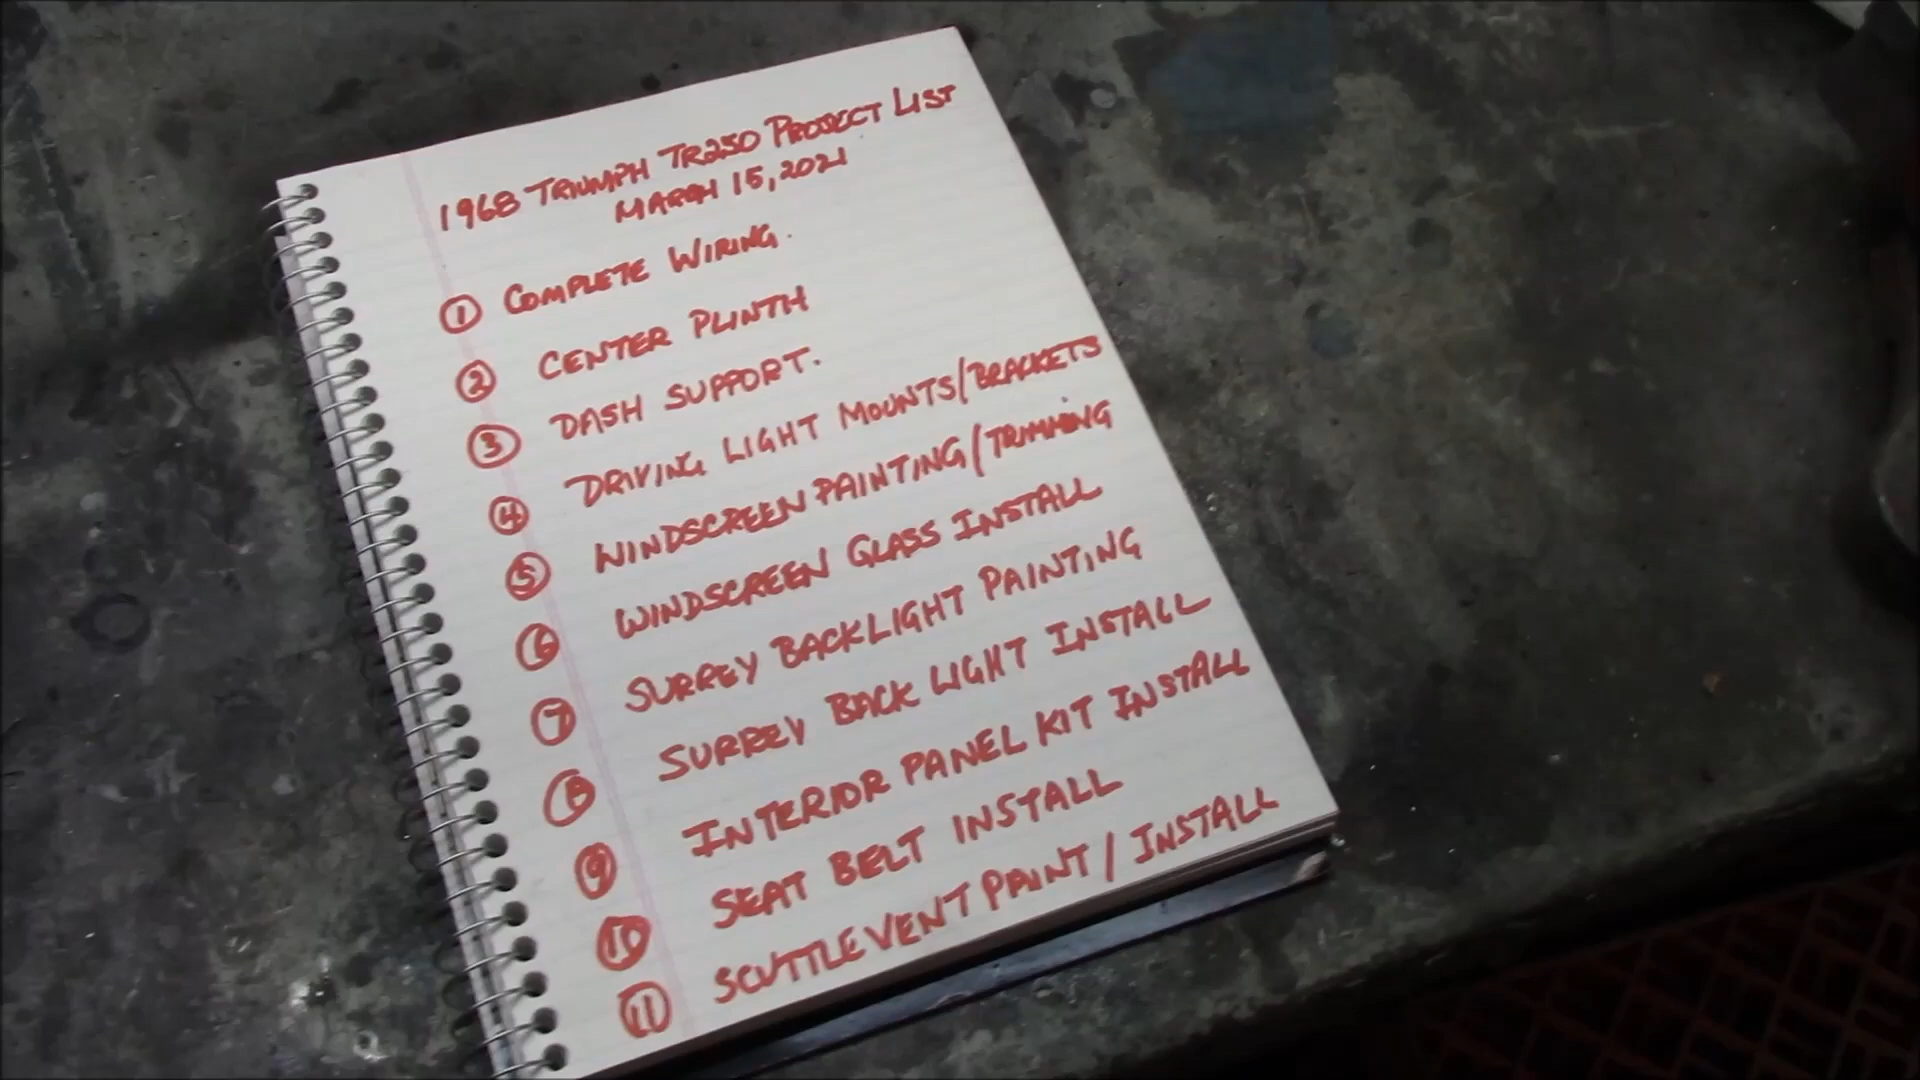 1968 TRIUMPH TR250 PROJECT LIST
MARCH 15, 2021
1 COMPLETE WIRING.
2 CENTER PLINTH
3 DASH SUPPORT.
4 DRIVING LIGHT MOUNTS/BRACKETS
5 WINDSCREEN PAINTING/TRIMMING
6 WINDSCREEN GLASS INSTALL
7 SURREY BACKLIGHT PAINTING
8 SURREY BACK LIGHT INSTALL
9 INTERIOR PANEL KIT INSTALL
10 SEAT BELT INSTALL
11 SCUTTLE VENT PAINT/INSTALL